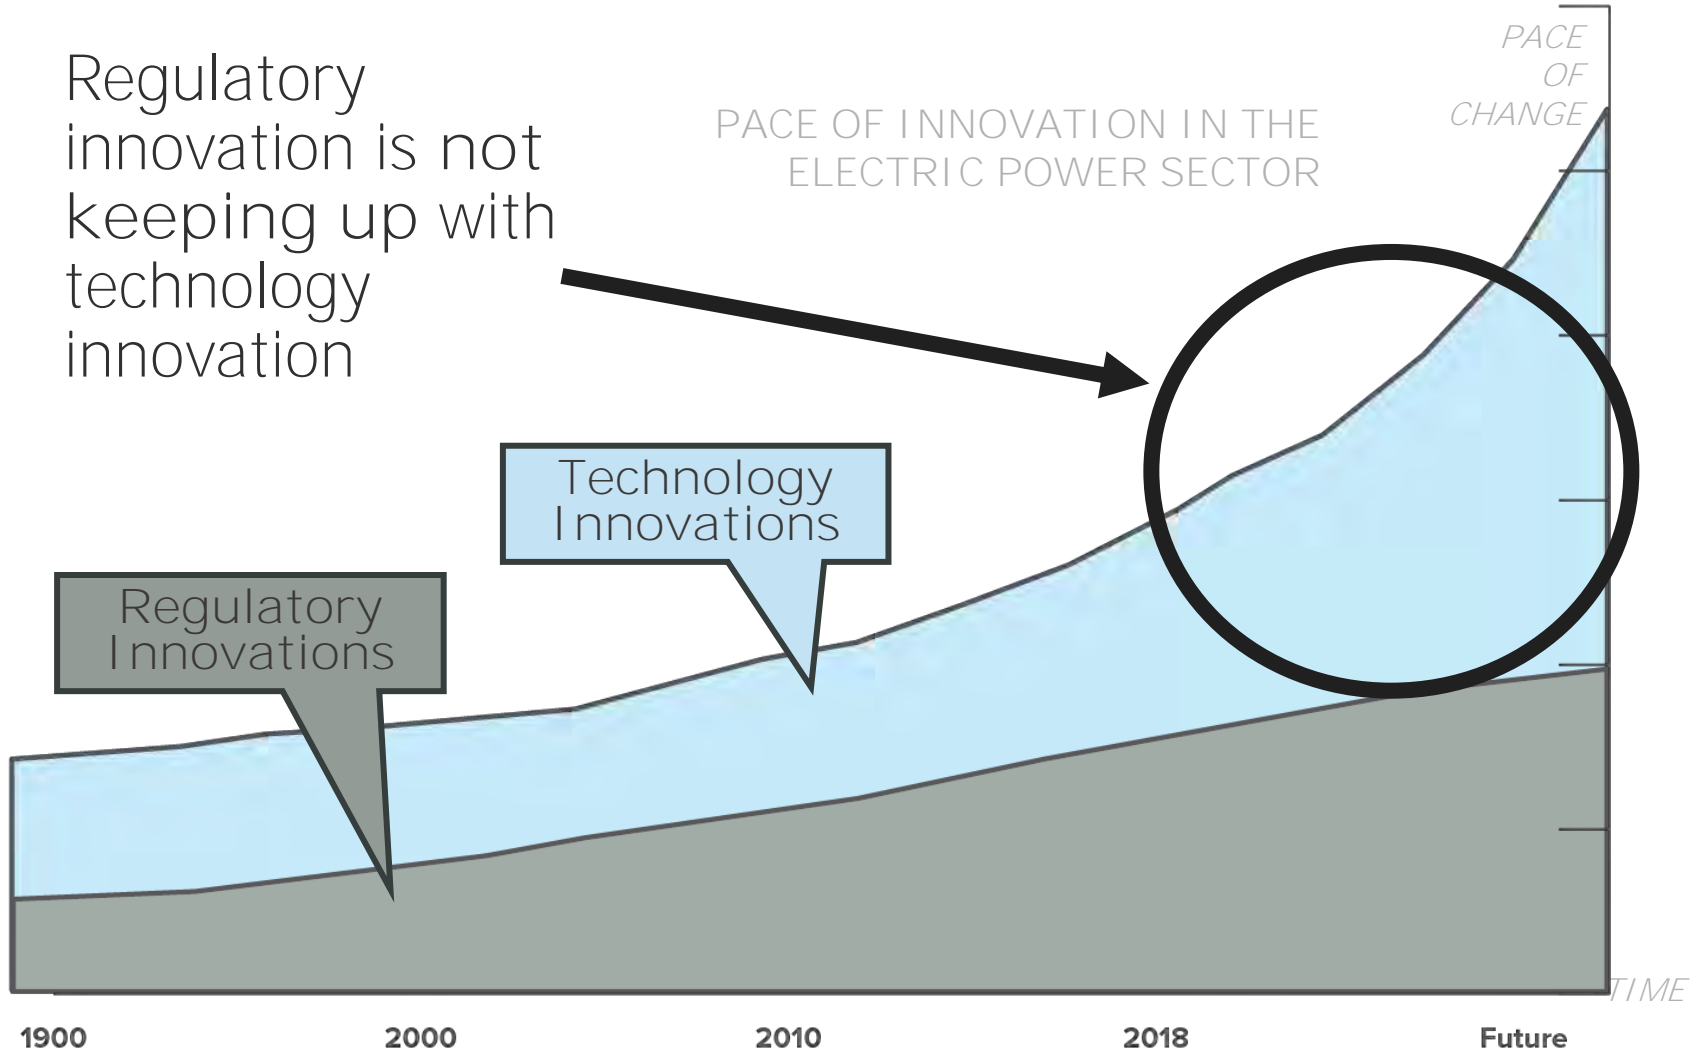 Regulatory
innovation is not
keeping up with
technology
innovation
PACE OF INNOVATION IN THE
ELECTRIC POWER SECTOR
PACE
OF
CHANGE
Technology
Innovations
Regulatory
Innovations
TIME
1900 2000 2010 2018 Future